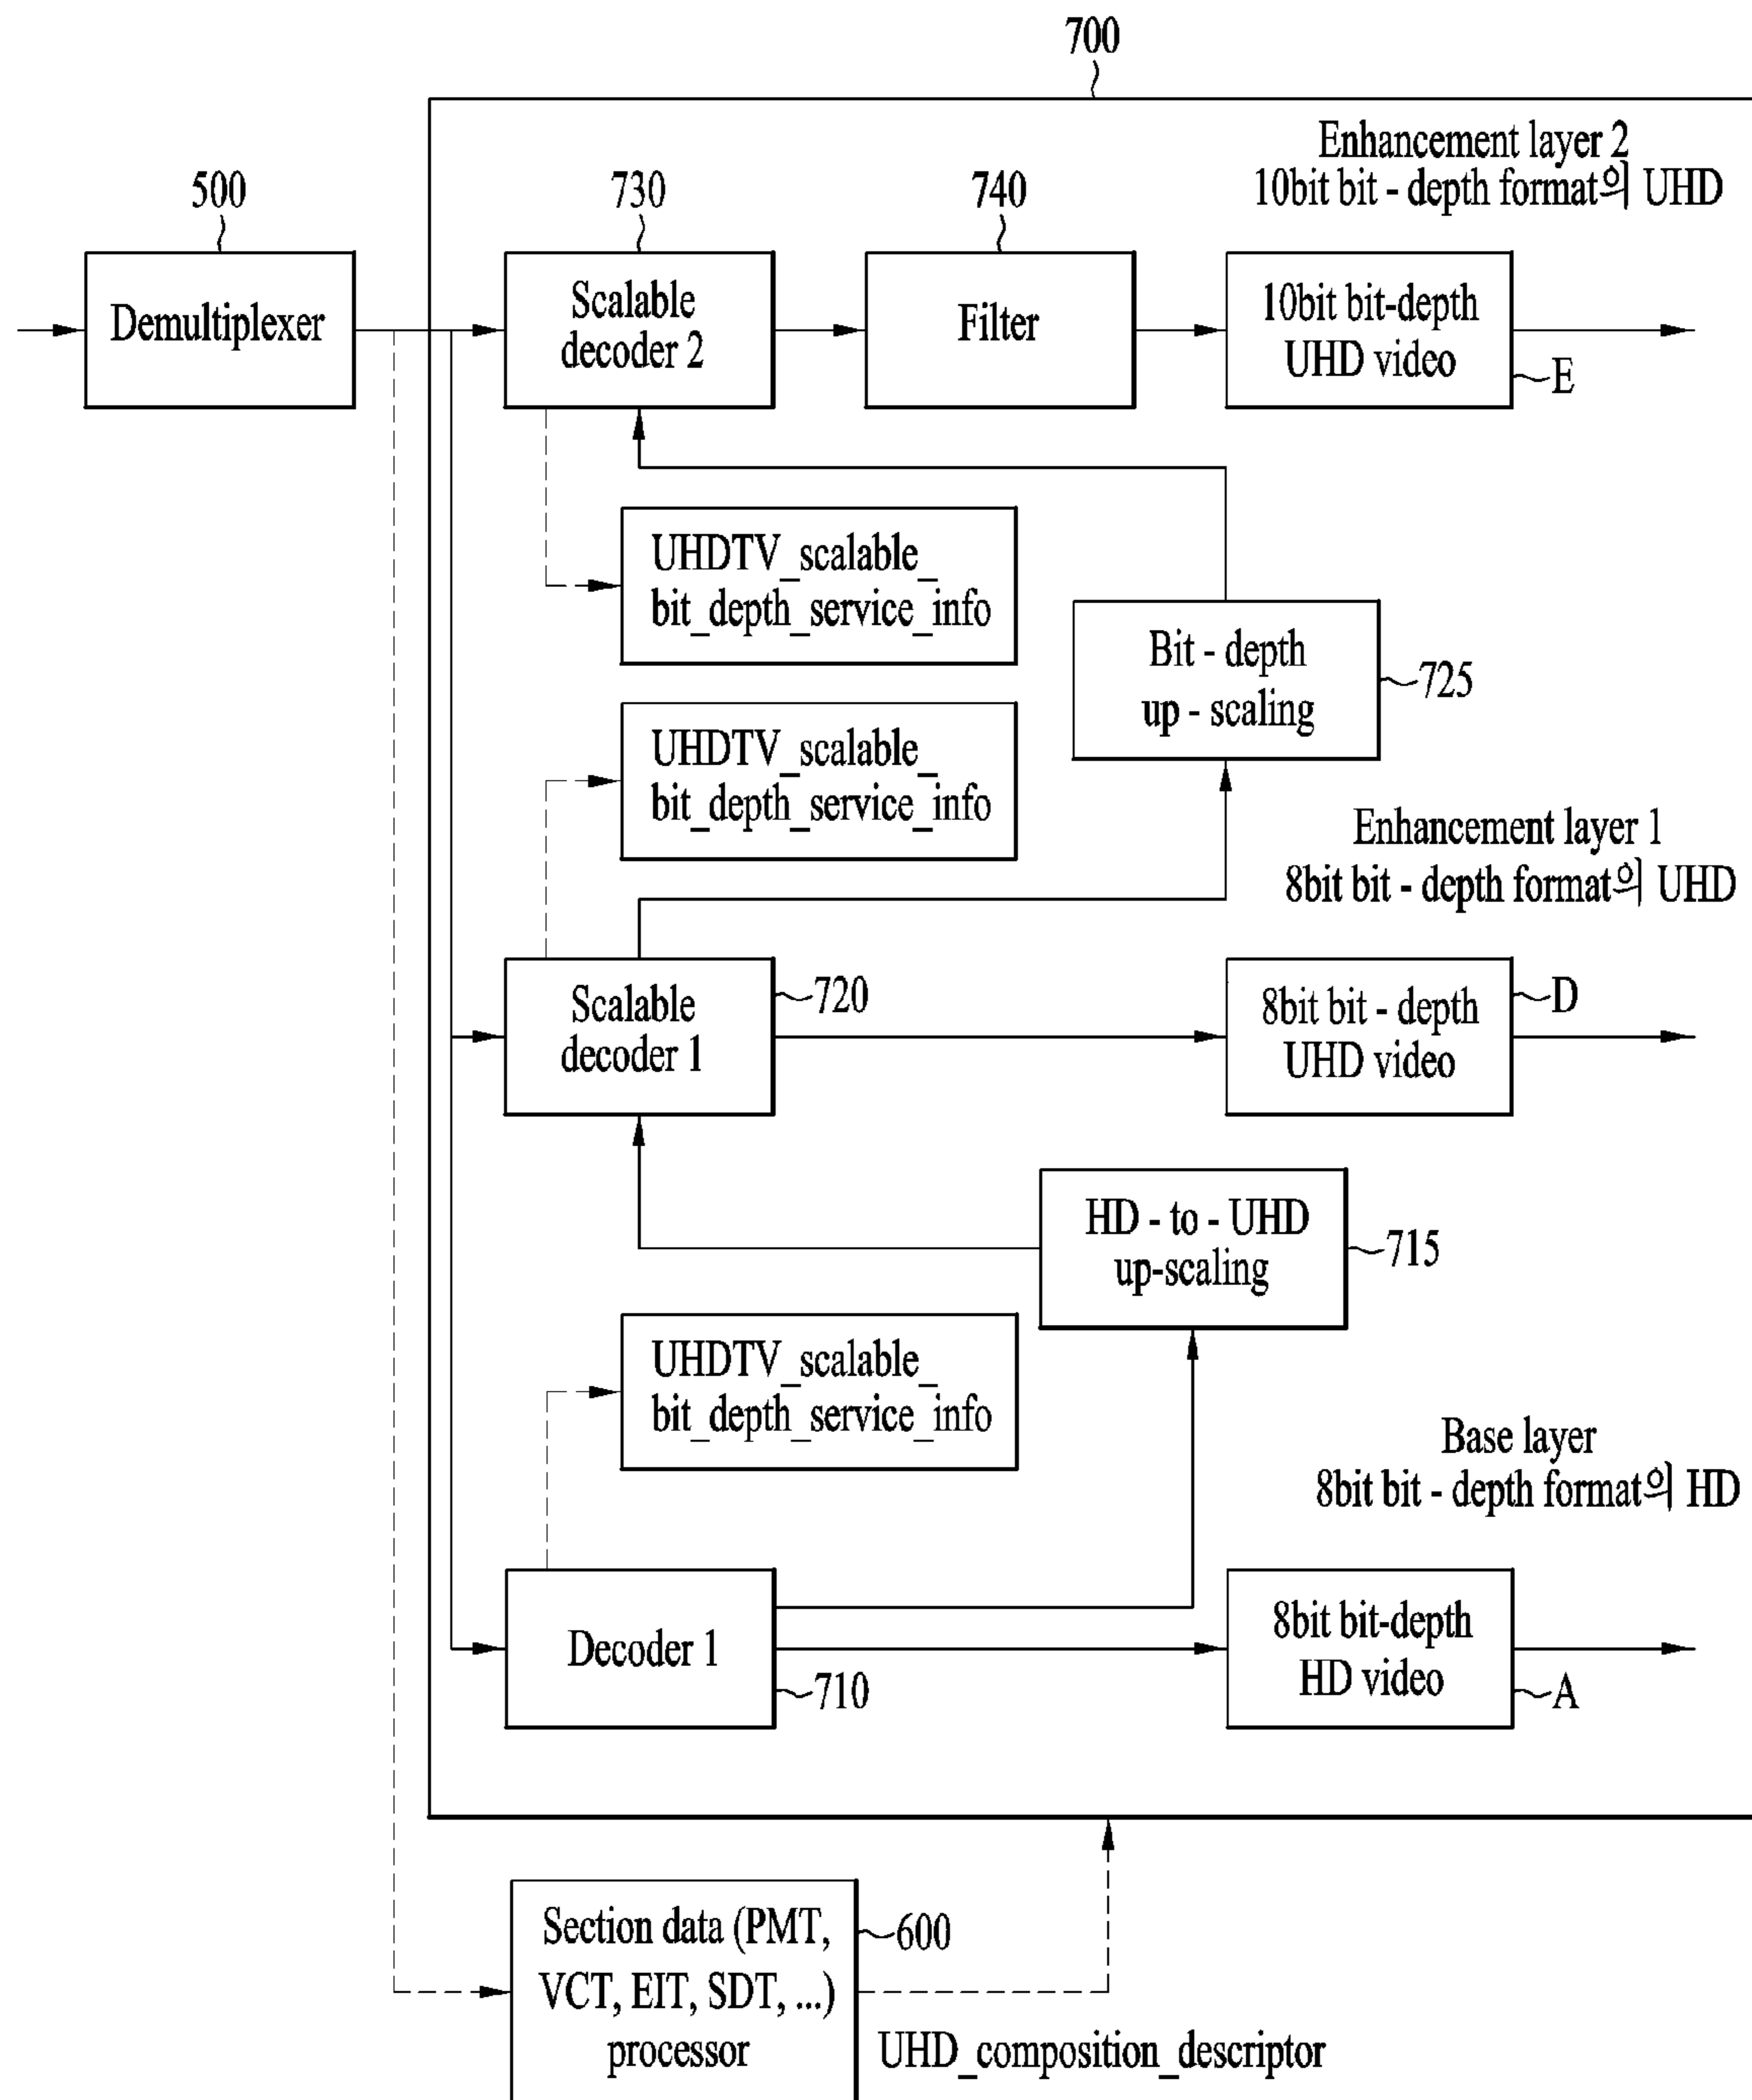 700
Enhancement layer 2
10bit bit - depth format의 UHD
500
730
740
Demultiplexer
Scalable
decoder 2
Filter
10bit bit-depth
UHD video
E
UHDTV_scalable_
bit_depth_service_info
Bit - depth
up - scaling
725
UHDTV_scalable_
bit_depth_service_info
Enhancement layer 1
8bit bit - depth format의 UHD
Scalable
decoder 1
720
8bit bit - depth
UHD video
D
HD - to - UHD
up-scaling
715
UHDTV_scalable_
bit_depth_service_info
Base layer
8bit bit - depth format의 HD
Decoder 1
710
8bit bit-depth
HD video
A
Section data (PMT,
VCT, EIT, SDT, ...)
processor
600
UHD_composition_descriptor